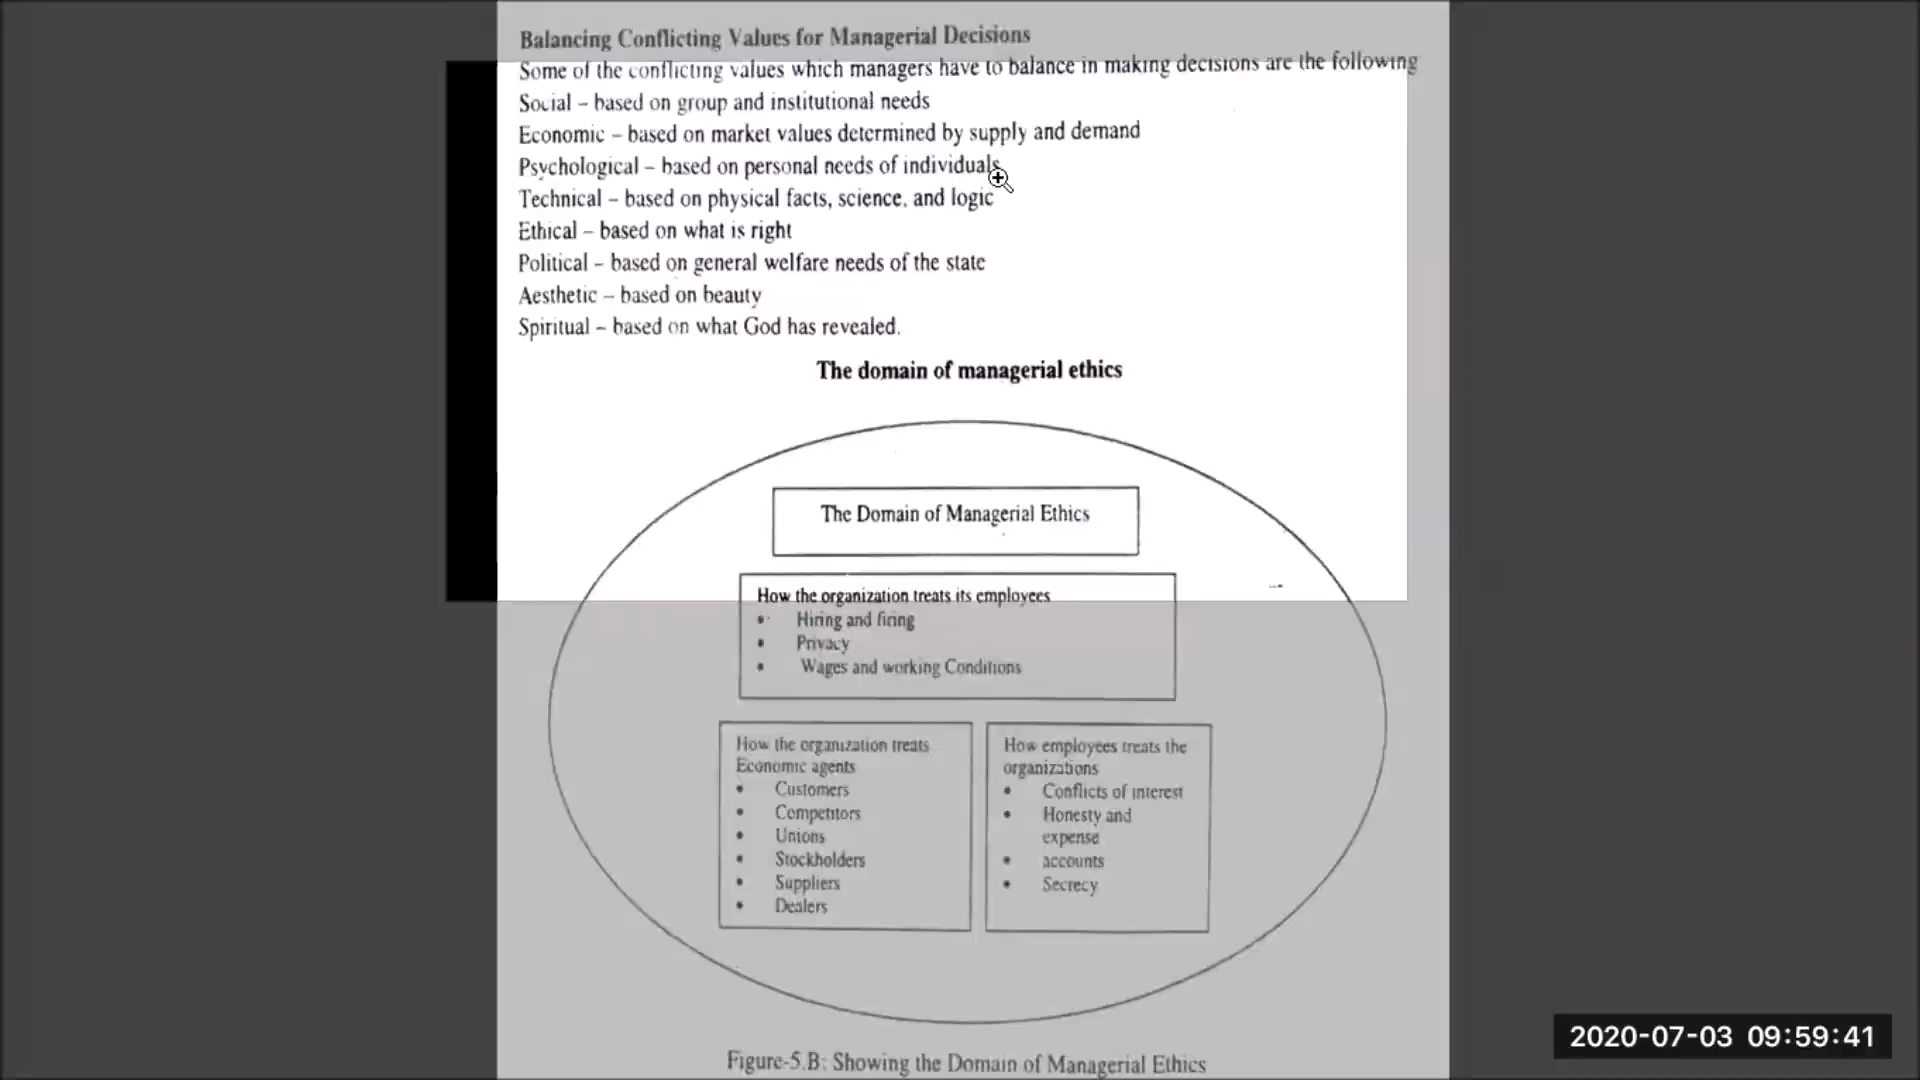 Balancing Conflicting Values for Managerial Decisions
Some of the conflicting values which managers have to balance in making decisions are the following
Social – based on group and institutional needs
Economic – based on market values determined by supply and demand
Psychological – based on personal needs of individuals
Technical – based on physical facts, science, and logic
Ethical – based on what is right
Political – based on general welfare needs of the state
Aesthetic – based on beauty
Spiritual – based on what God has revealed.
The domain of managerial ethics
The Domain of Managerial Ethics
How the organization treats its employees
• Hiring and firing
• Privacy
• Wages and working Conditions
How the organization treats
Economic agents
• Customers
• Competitors
• Unions
• Stockholders
• Suppliers
• Dealers
How employees treats the
organizations
• Conflicts of interest
• Honesty and
expense
• accounts
• Secrecy
Figure-5.B: Showing the Domain of Managerial Ethics
2020-07-03 09:59:41